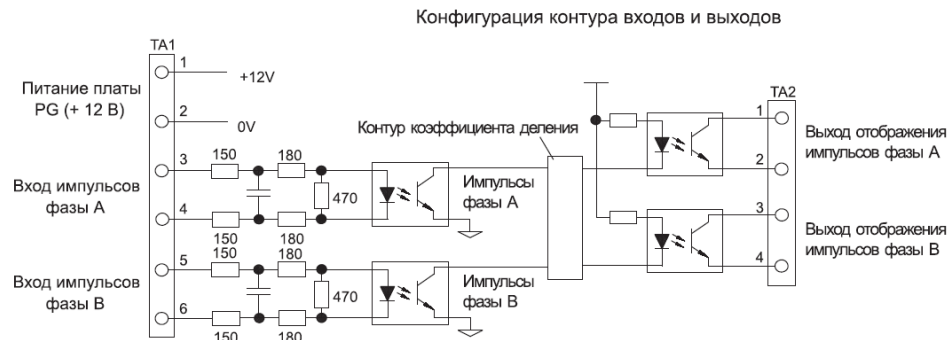 Конфигурация контура входов и выходов
TA1
1
+12V
Питание платы
PG (+ 12 В)
2
0V
Контур коэффициента деления
3
150
180
Вход импульсов
фазы A
470
Импульсы
фазы A
4
150
180
5
150
180
Вход импульсов
фазы B
470
Импульсы
фазы B
6
150
180
TA2
1
Выход отображения
импульсов фазы A
2
3
Выход отображения
импульсов фазы B
4